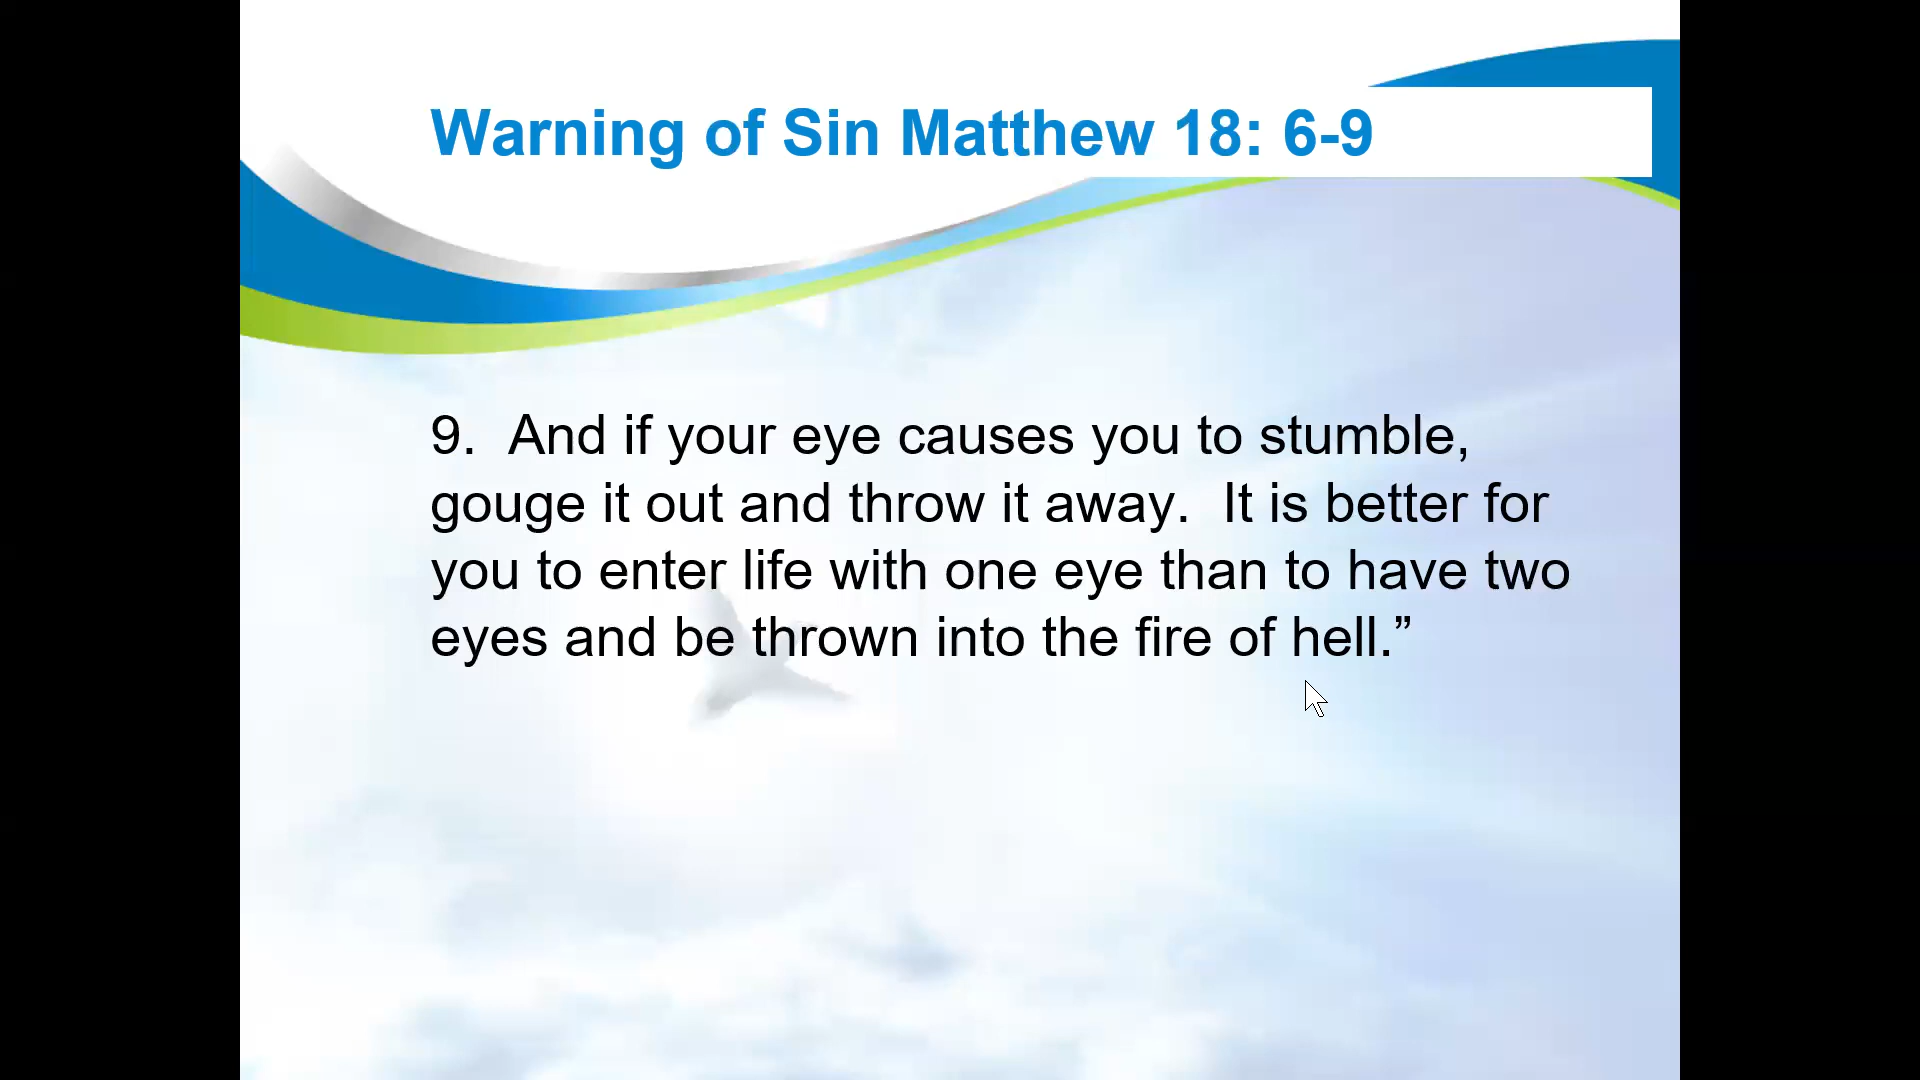 Warning of Sin Matthew 18: 6-9
9.  And if your eye causes you to stumble,
gouge it out and throw it away.  It is better for
you to enter life with one eye than to have two
eyes and be thrown into the fire of hell.”